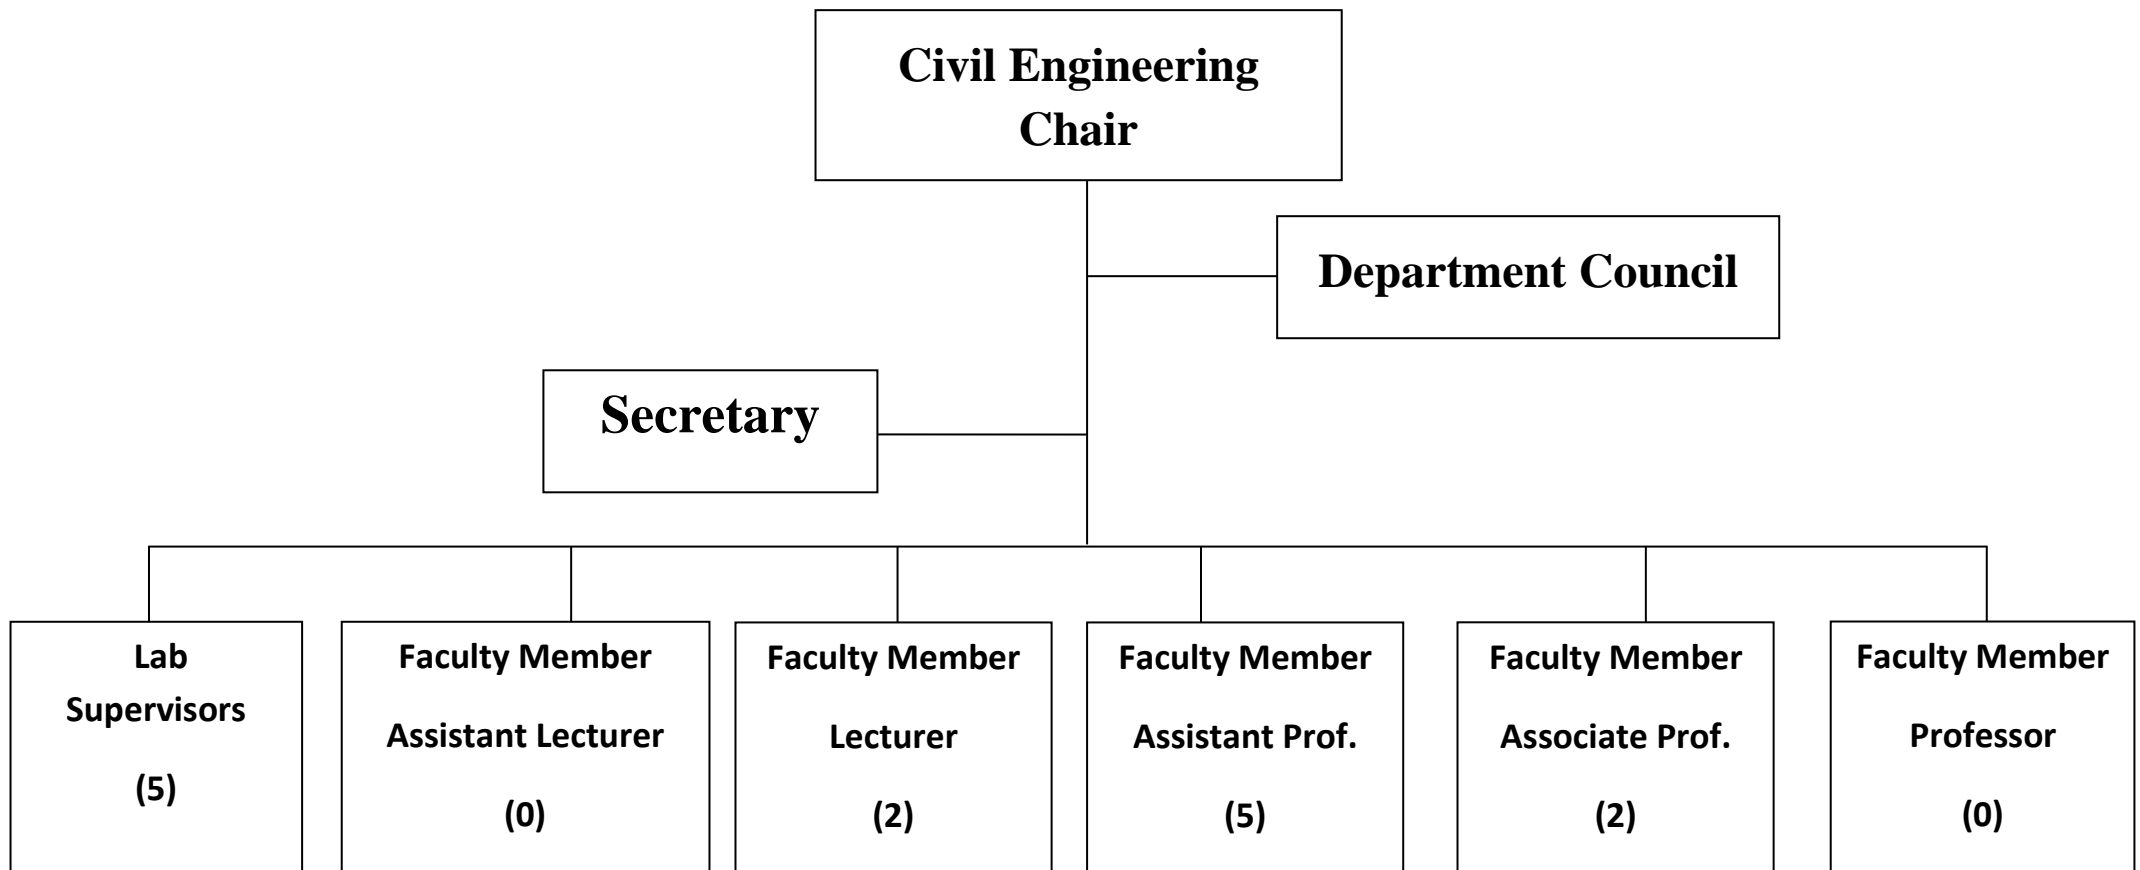 Civil Engineering
Chair
Department Council
Secretary
Lab
Supervisors
(5)
Faculty Member
Assistant Lecturer
(0)
Faculty Member
Lecturer
(2)
Faculty Member
Assistant Prof.
(5)
Faculty Member
Associate Prof.
(2)
Faculty Member
Professor
(0)